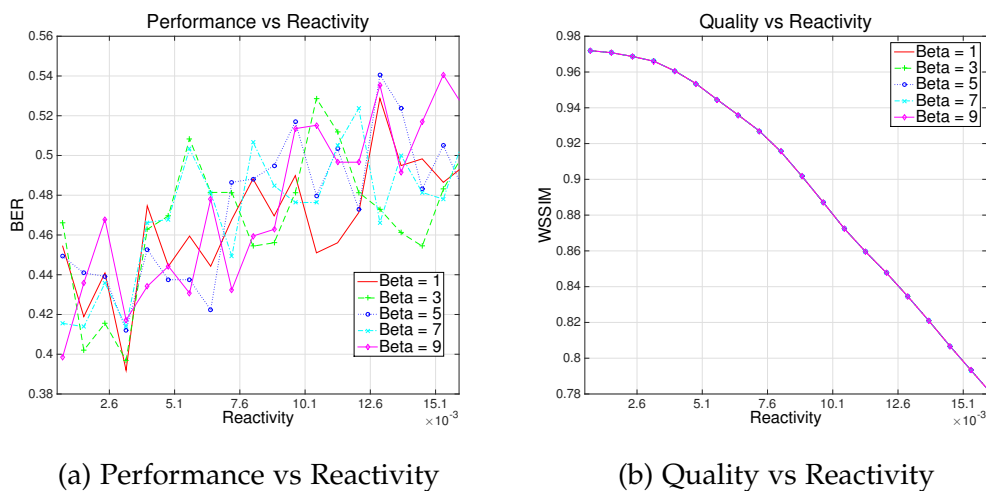 Performance vs Reactivity
0.56
0.54
0.52
0.5
0.48
0.46
0.44
0.42
0.4
0.38
BER
2.6 5.1 7.6 10.1 12.6 15.1
Reactivity
×10⁻³
Beta = 1
Beta = 3
Beta = 5
Beta = 7
Beta = 9
(a) Performance vs Reactivity
Quality vs Reactivity
0.98
0.96
0.94
0.92
0.9
0.88
0.86
0.84
0.82
0.8
0.78
WSSIM
2.6 5.1 7.6 10.1 12.6 15.1
Reactivity
×10⁻³
Beta = 1
Beta = 3
Beta = 5
Beta = 7
Beta = 9
(b) Quality vs Reactivity